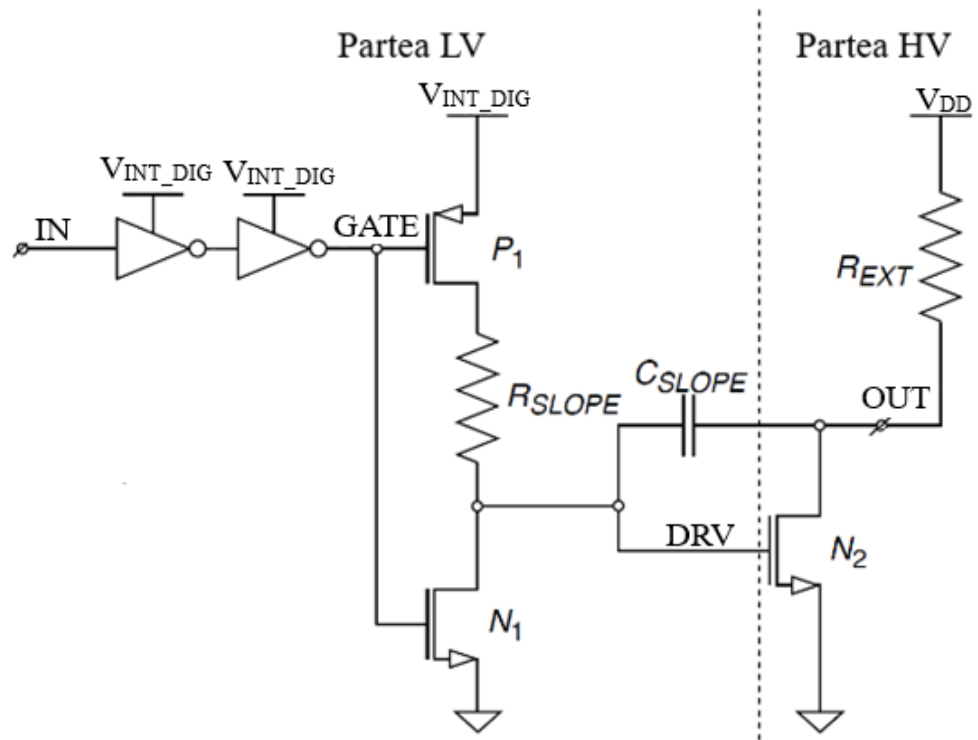 Partea LV
Partea HV
VINT_DIG
VDD
VINT_DIG
VINT_DIG
IN
GATE
P1
REXT
RSLOPE
CSLOPE
OUT
DRV
N2
N1